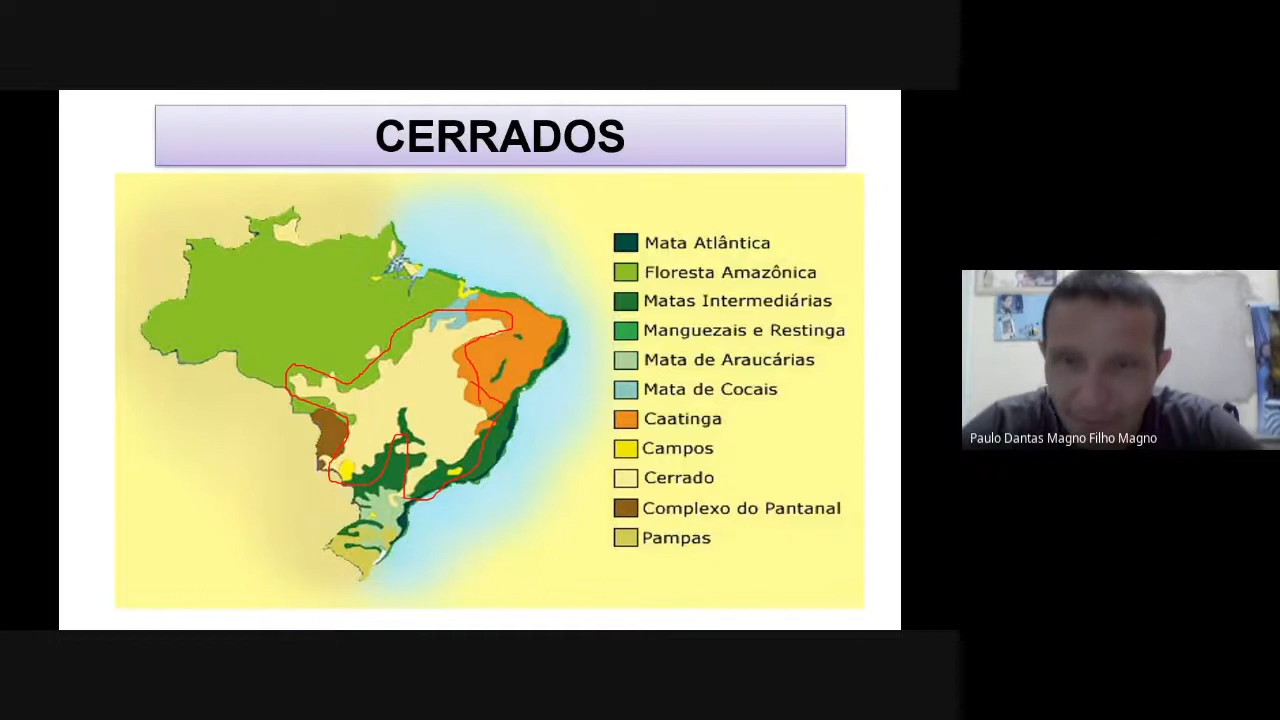 CERRADOS
Mata Atlântica
Floresta Amazônica
Matas Intermediárias
Manguezais e Restinga
Mata de Araucárias
Mata de Cocais
Caatinga
Campos
Cerrado
Complexo do Pantanal
Pampas
Paulo Dantas Magno Filho Magno